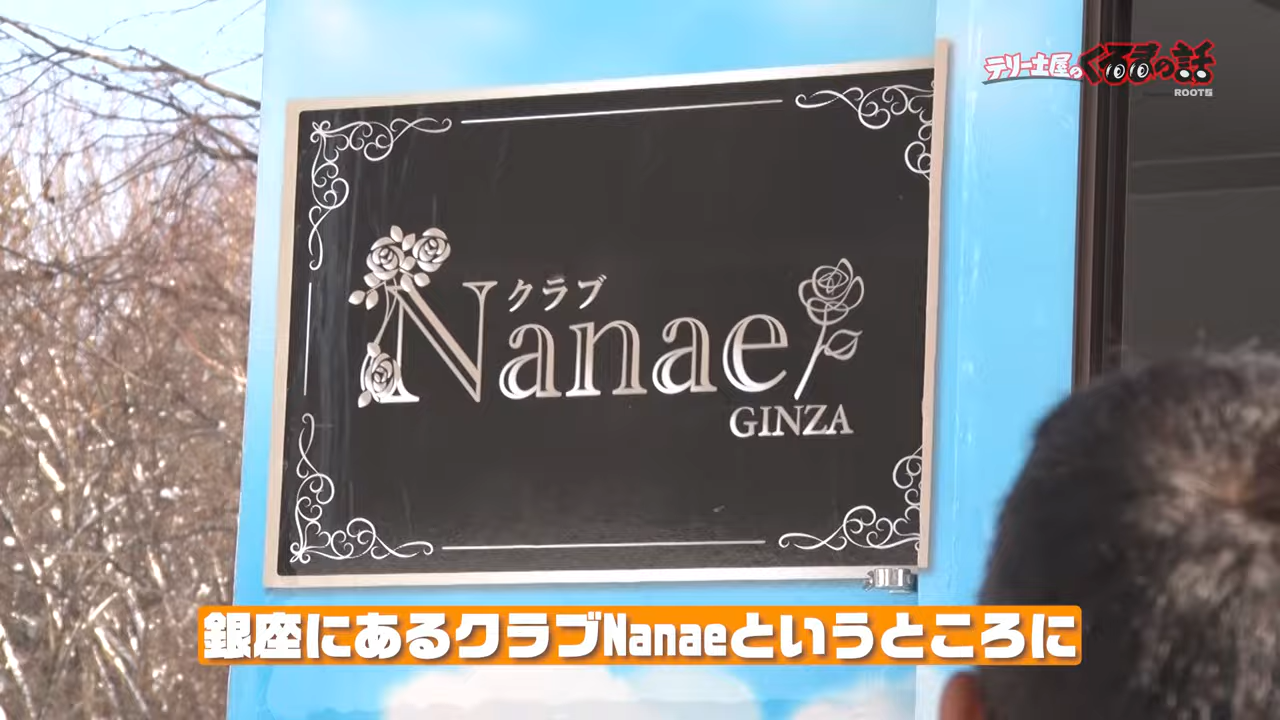 テリー土屋のくるまの話
ROOTS
クラブ
Nanae
GINZA
銀座にあるクラブNanaeというところに